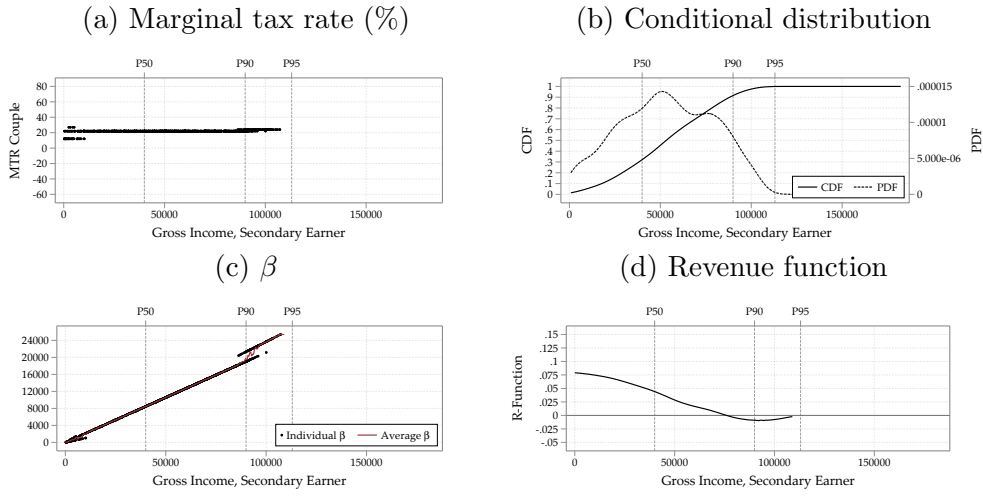 (a) Marginal tax rate (%)
P50 P90 P95
80
60
40
20
0
-20
-40
-60
MTR Couple
0 50000 100000 150000
Gross Income, Secondary Earner
(b) Conditional distribution
P50 P90 P95
1
.9
.8
.7
.6
.5
.4
.3
.2
.1
0
CDF
.000015
.00001
5.000e-06
0
PDF
CDF PDF
0 50000 100000 150000
Gross Income, Secondary Earner
(c) β
P50 P90 P95
24000
20000
16000
12000
8000
4000
0
Individual β Average β
0 50000 100000 150000
Gross Income, Secondary Earner
(d) Revenue function
P50 P90 P95
.15
.125
.1
.075
.05
.025
0
-.025
-.05
R-Function
0 50000 100000 150000
Gross Income, Secondary Earner